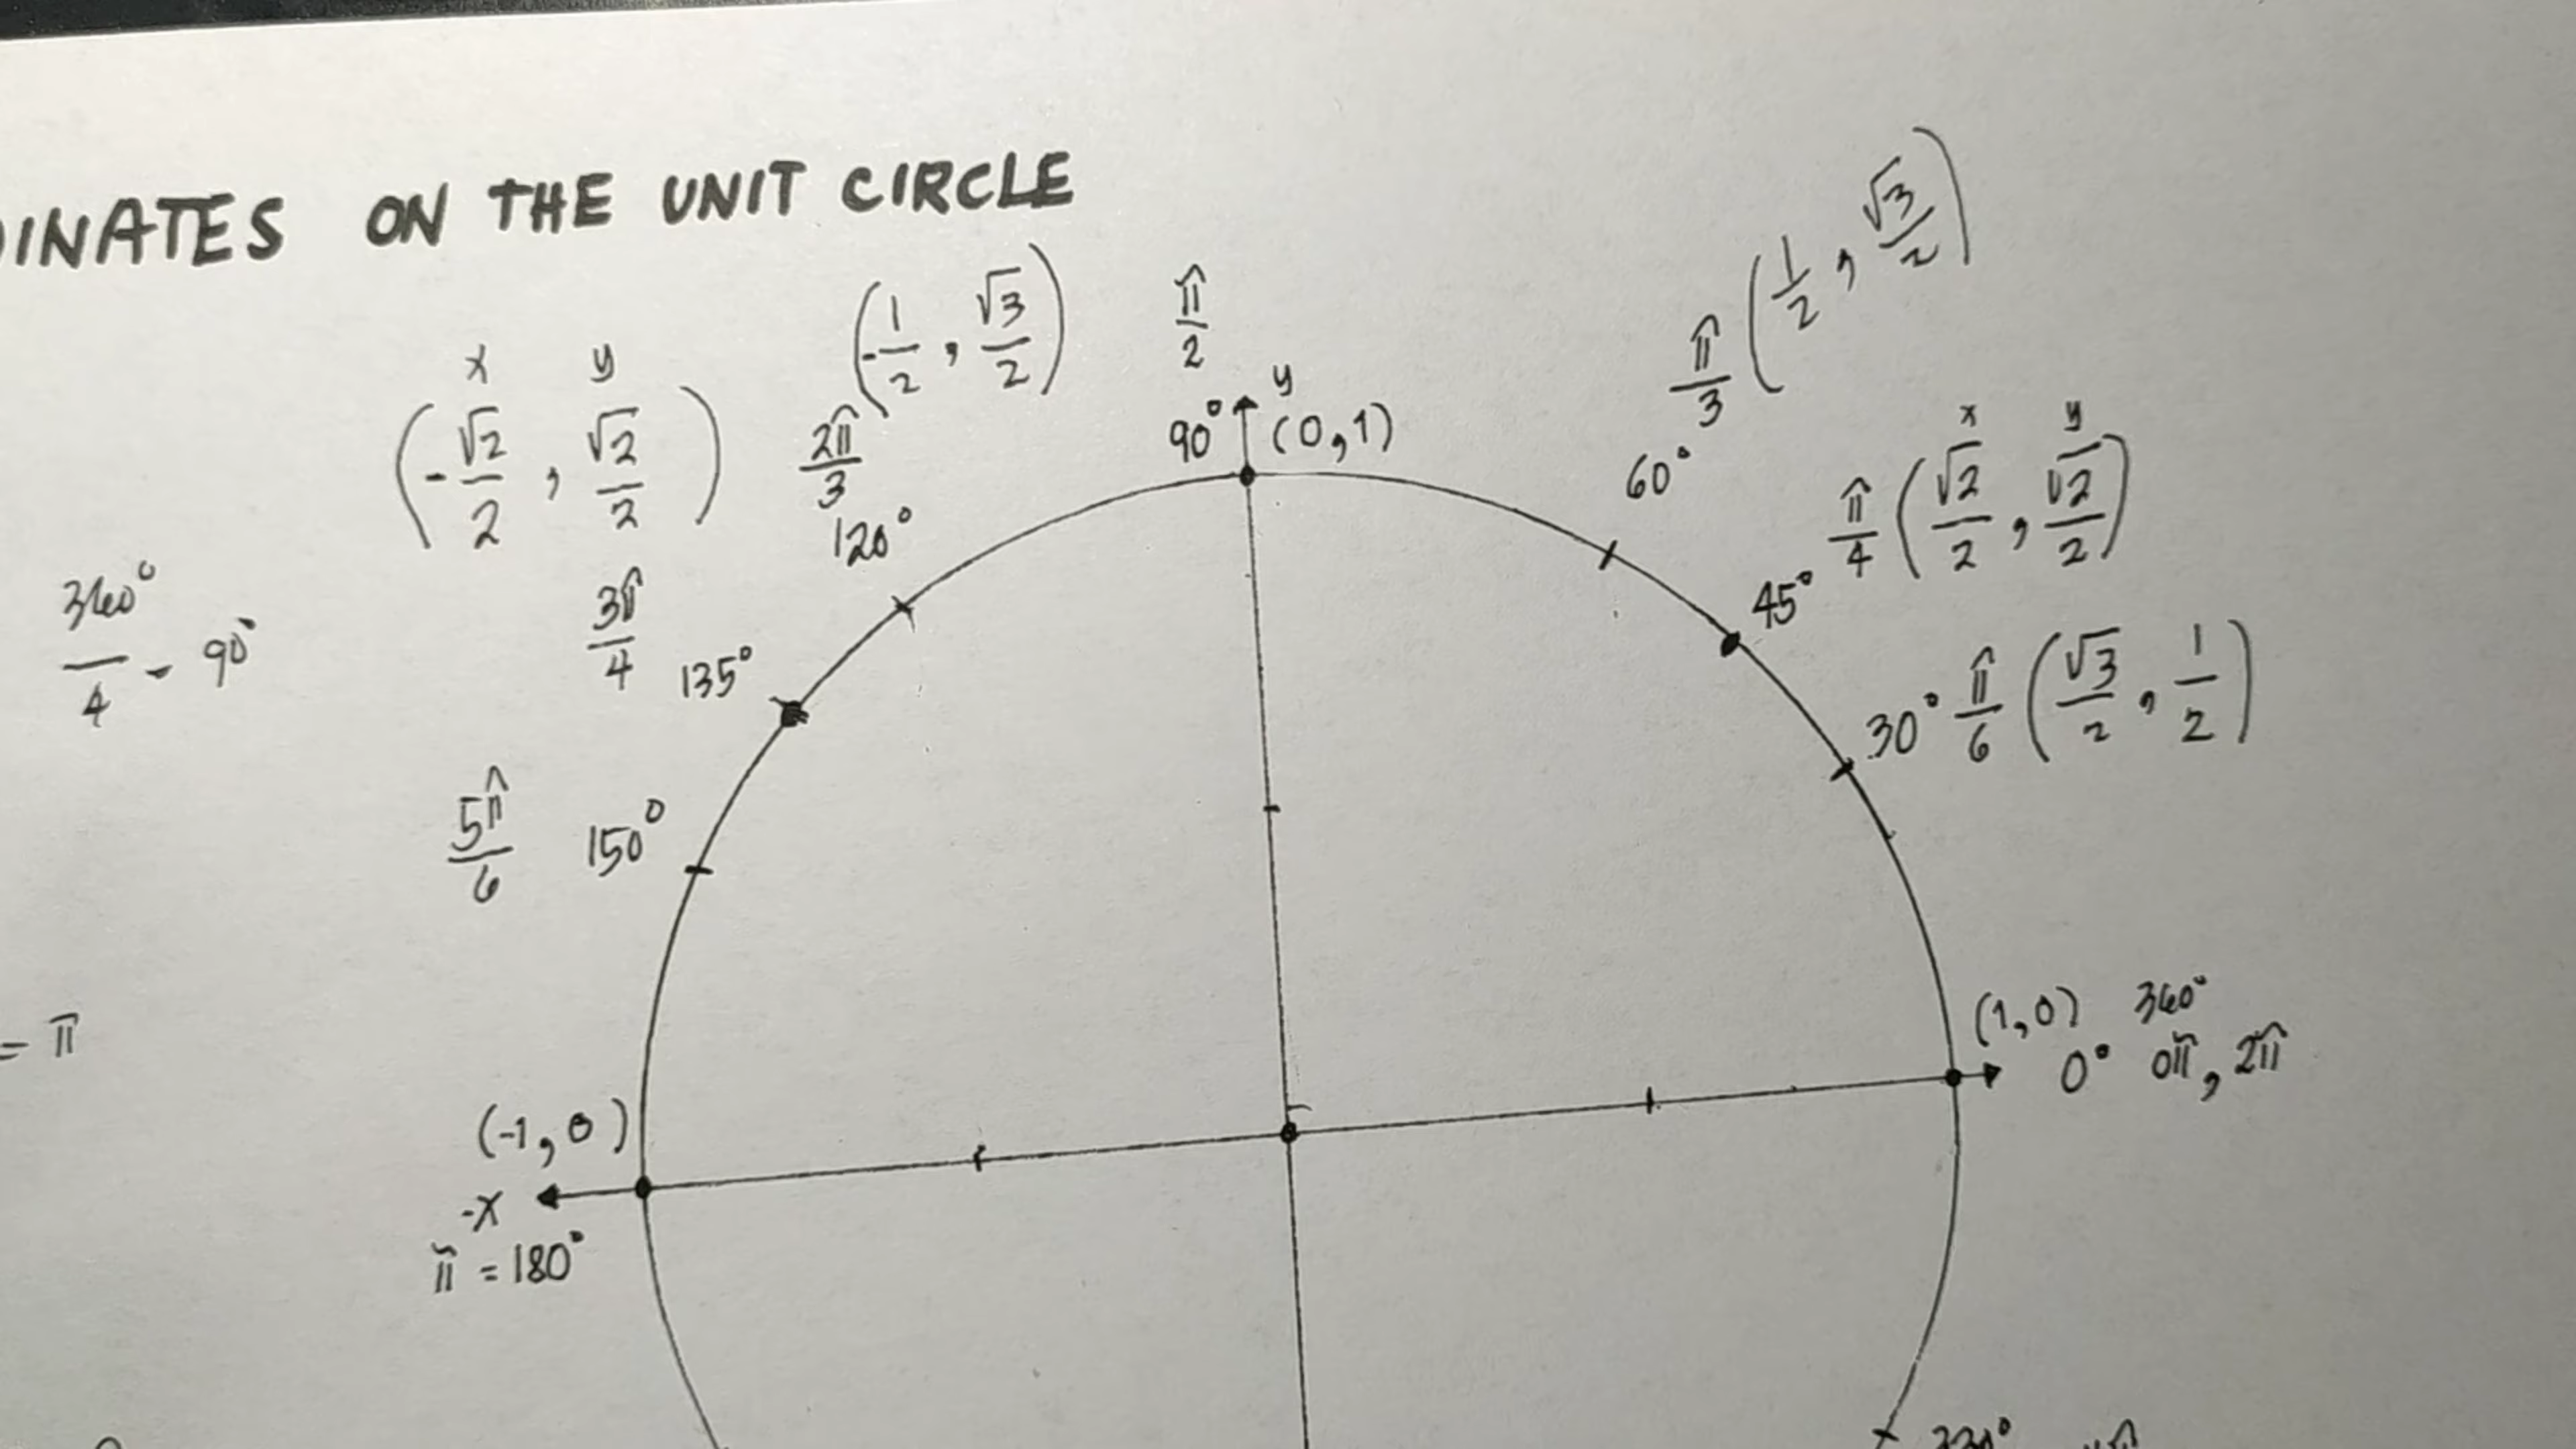 DINATES ON THE UNIT CIRCLE
(-1/2, √3/2)
π/2
π/3 (1/2, √3/2)
x y
(-√2/2, √2/2)
2π/3
120°
y
90° (0,1)
60°
x y
45° π/4 (√2/2, √2/2)
360°/4 - 90°
3π/4 135°
30° π/6 (√3/2, 1/2)
5π/6 150°
= π
(1,0) 360°
0° 0π, 2π
(-1,0)
-x
π = 180°
330°